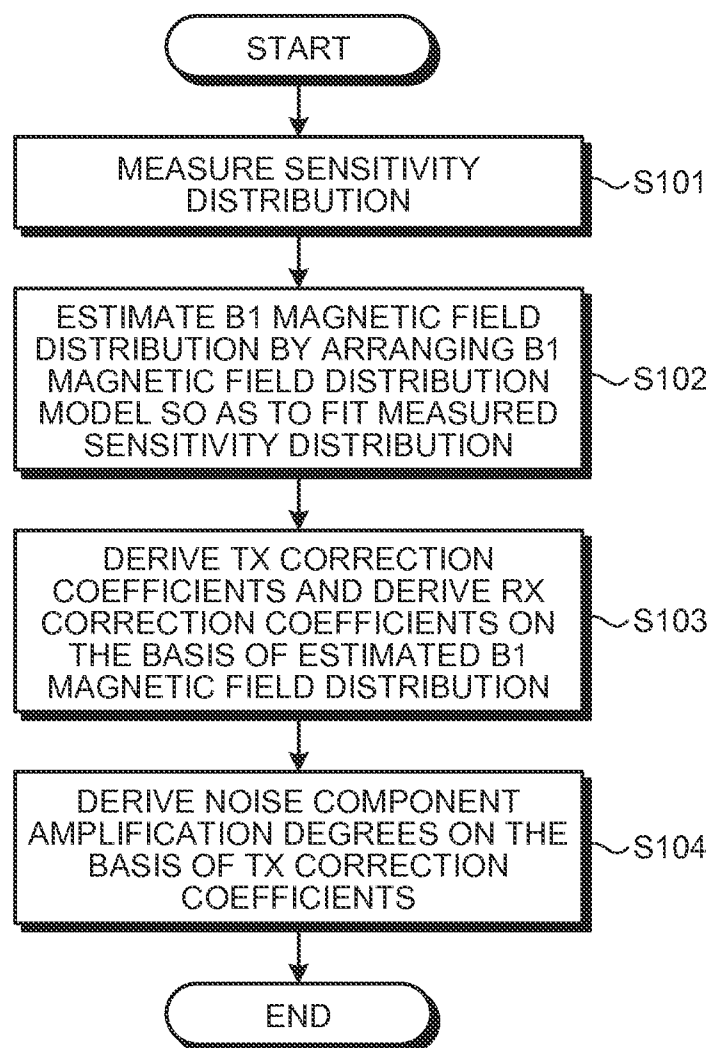 START
MEASURE SENSITIVITY
DISTRIBUTION
S101
ESTIMATE B1 MAGNETIC FIELD
DISTRIBUTION BY ARRANGING B1
MAGNETIC FIELD DISTRIBUTION
MODEL SO AS TO FIT MEASURED
SENSITIVITY DISTRIBUTION
S102
DERIVE TX CORRECTION
COEFFICIENTS AND DERIVE RX
CORRECTION COEFFICIENTS ON
THE BASIS OF ESTIMATED B1
MAGNETIC FIELD DISTRIBUTION
S103
DERIVE NOISE COMPONENT
AMPLIFICATION DEGREES ON THE
BASIS OF TX CORRECTION
COEFFICIENTS
S104
END